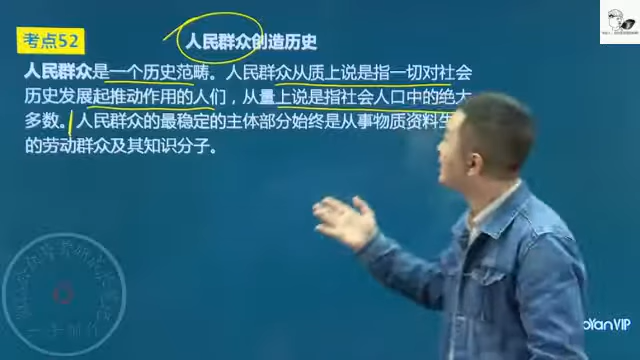 考点52
人民群众创造历史
人民群众是一个历史范畴。人民群众从质上说是指一切对社会
历史发展起推动作用的人们，从量上说是指社会人口中的绝大
多数。人民群众的最稳定的主体部分始终是从事物质资料生
的劳动群众及其知识分子。
oYanVIP